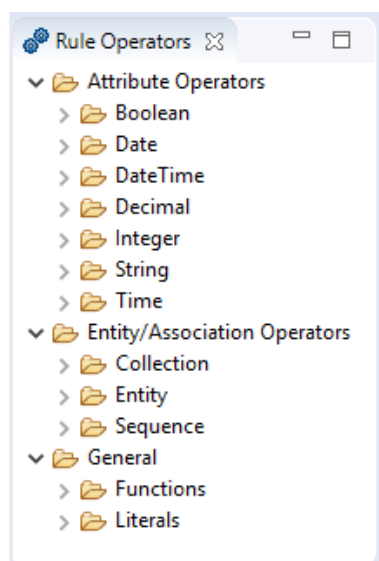 Rule Operators
Attribute Operators
Boolean
Date
DateTime
Decimal
Integer
String
Time
Entity/Association Operators
Collection
Entity
Sequence
General
Functions
Literals